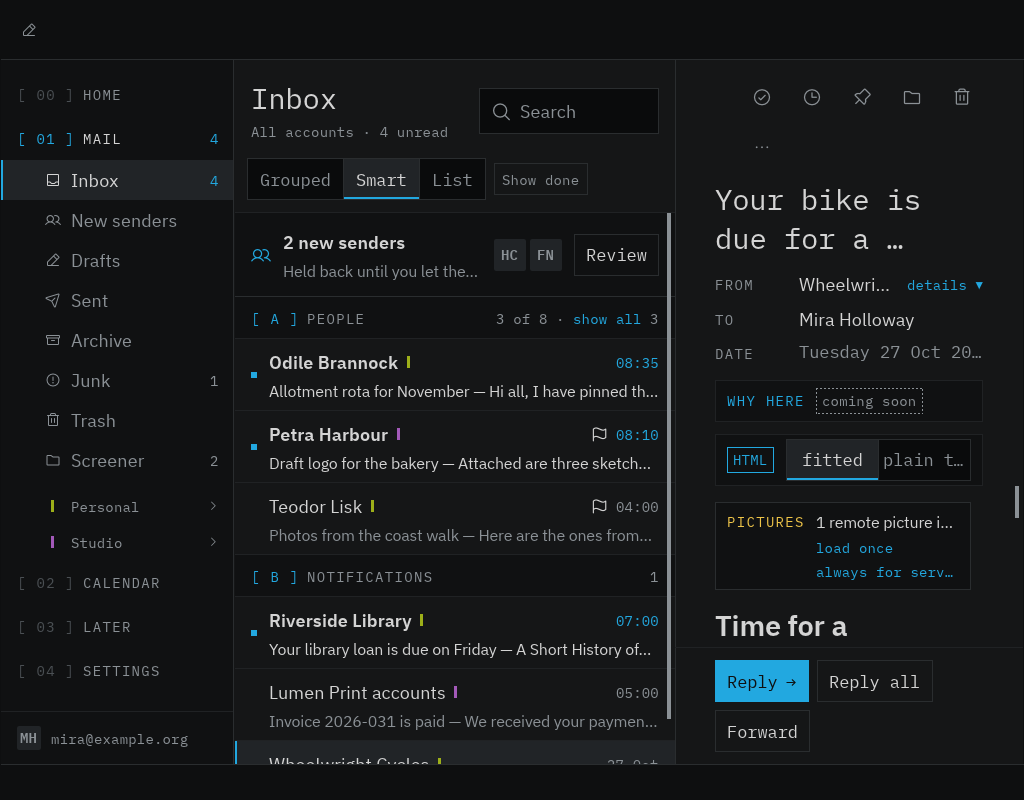 [ 00 ] HOME
[ 01 ] MAIL 4
Inbox 4
New senders
Drafts
Sent
Archive
Junk 1
Trash
Screener 2
Personal
Studio
[ 02 ] CALENDAR
[ 03 ] LATER
[ 04 ] SETTINGS
MH mira@example.org
Inbox
All accounts · 4 unread
Search
Grouped Smart List Show done
2 new senders
Held back until you let the…
HC FN Review
[ A ] PEOPLE 3 of 8 · show all 3
Odile Brannock 08:35
Allotment rota for November — Hi all, I have pinned th…
Petra Harbour 08:10
Draft logo for the bakery — Attached are three sketch…
Teodor Lisk 04:00
Photos from the coast walk — Here are the ones from…
[ B ] NOTIFICATIONS 1
Riverside Library 07:00
Your library loan is due on Friday — A Short History of…
Lumen Print accounts 05:00
Invoice 2026-031 is paid — We received your paymen…
Wheelwright Cycles 27 Oct
…
Your bike is
due for a …
FROM Wheelwri… details ▾
TO Mira Holloway
DATE Tuesday 27 Oct 20…
WHY HERE coming soon
HTML fitted plain t…
PICTURES 1 remote picture i…
load once
always for serv…
Time for a
Reply → Reply all
Forward